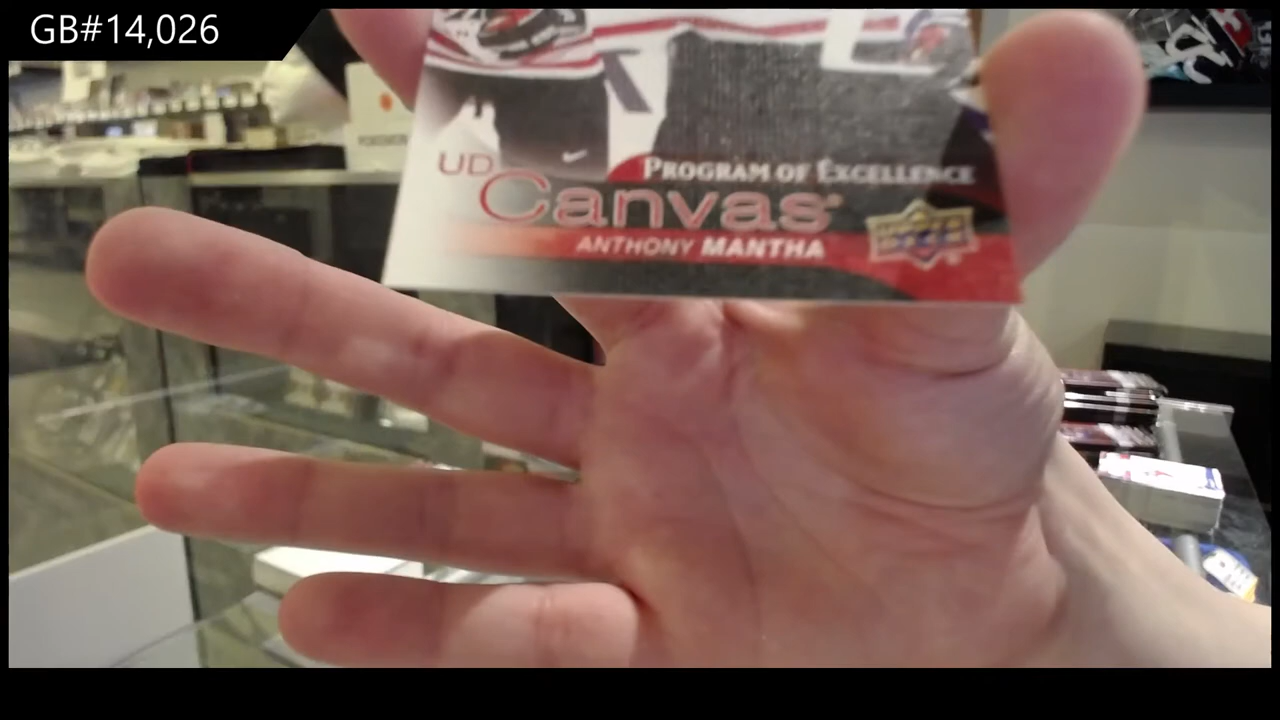 GB#14,026
UD
PROGRAM OF EXCELLENCE
Canvas
ANTHONY MANTHA